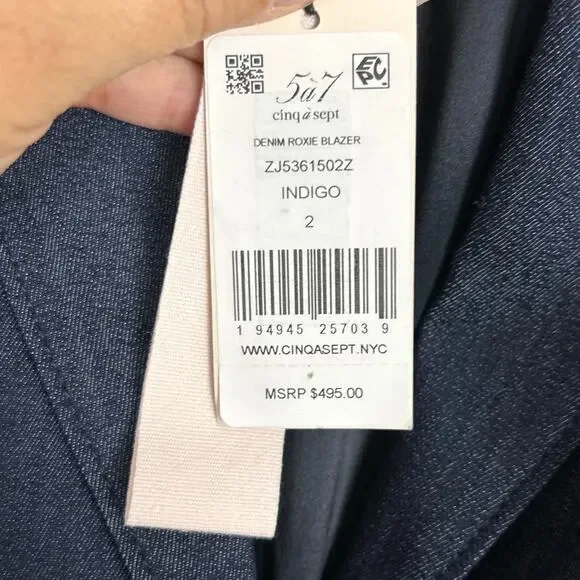 5à7
EPC
cinq à sept
DENIM ROXIE BLAZER
ZJ5361502Z
INDIGO
2
1 94945 25703 9
WWW.CINQASEPT.NYC
MSRP $495.00